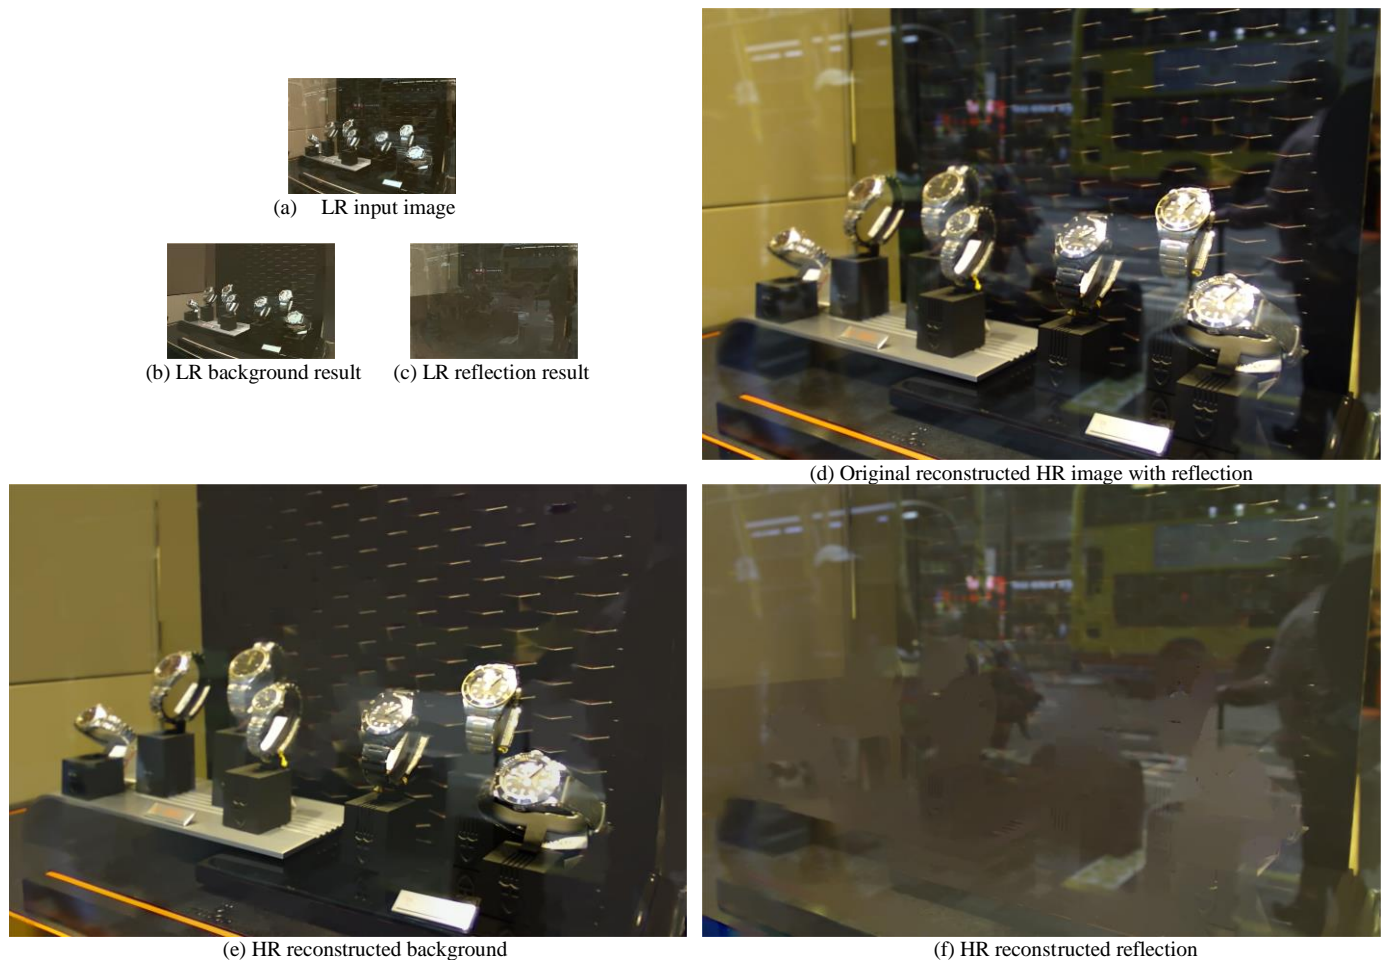 (a) LR input image
(b) LR background result
(c) LR reflection result
(d) Original reconstructed HR image with reflection
(e) HR reconstructed background
(f) HR reconstructed reflection